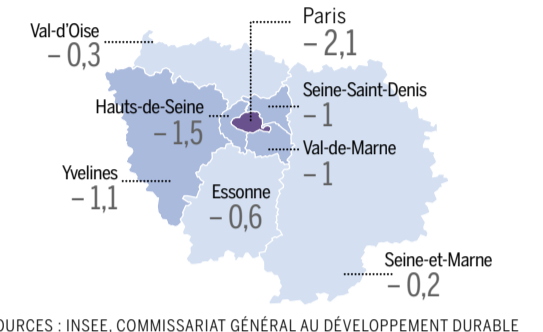 Paris
– 2,1
Val-d'Oise
– 0,3
Seine-Saint-Denis
– 1
Hauts-de-Seine
– 1,5
Val-de-Marne
– 1
Yvelines
– 1,1
Essonne
– 0,6
Seine-et-Marne
– 0,2
OURCES : INSEE, COMMISSARIAT GÉNÉRAL AU DÉVELOPPEMENT DURABLE